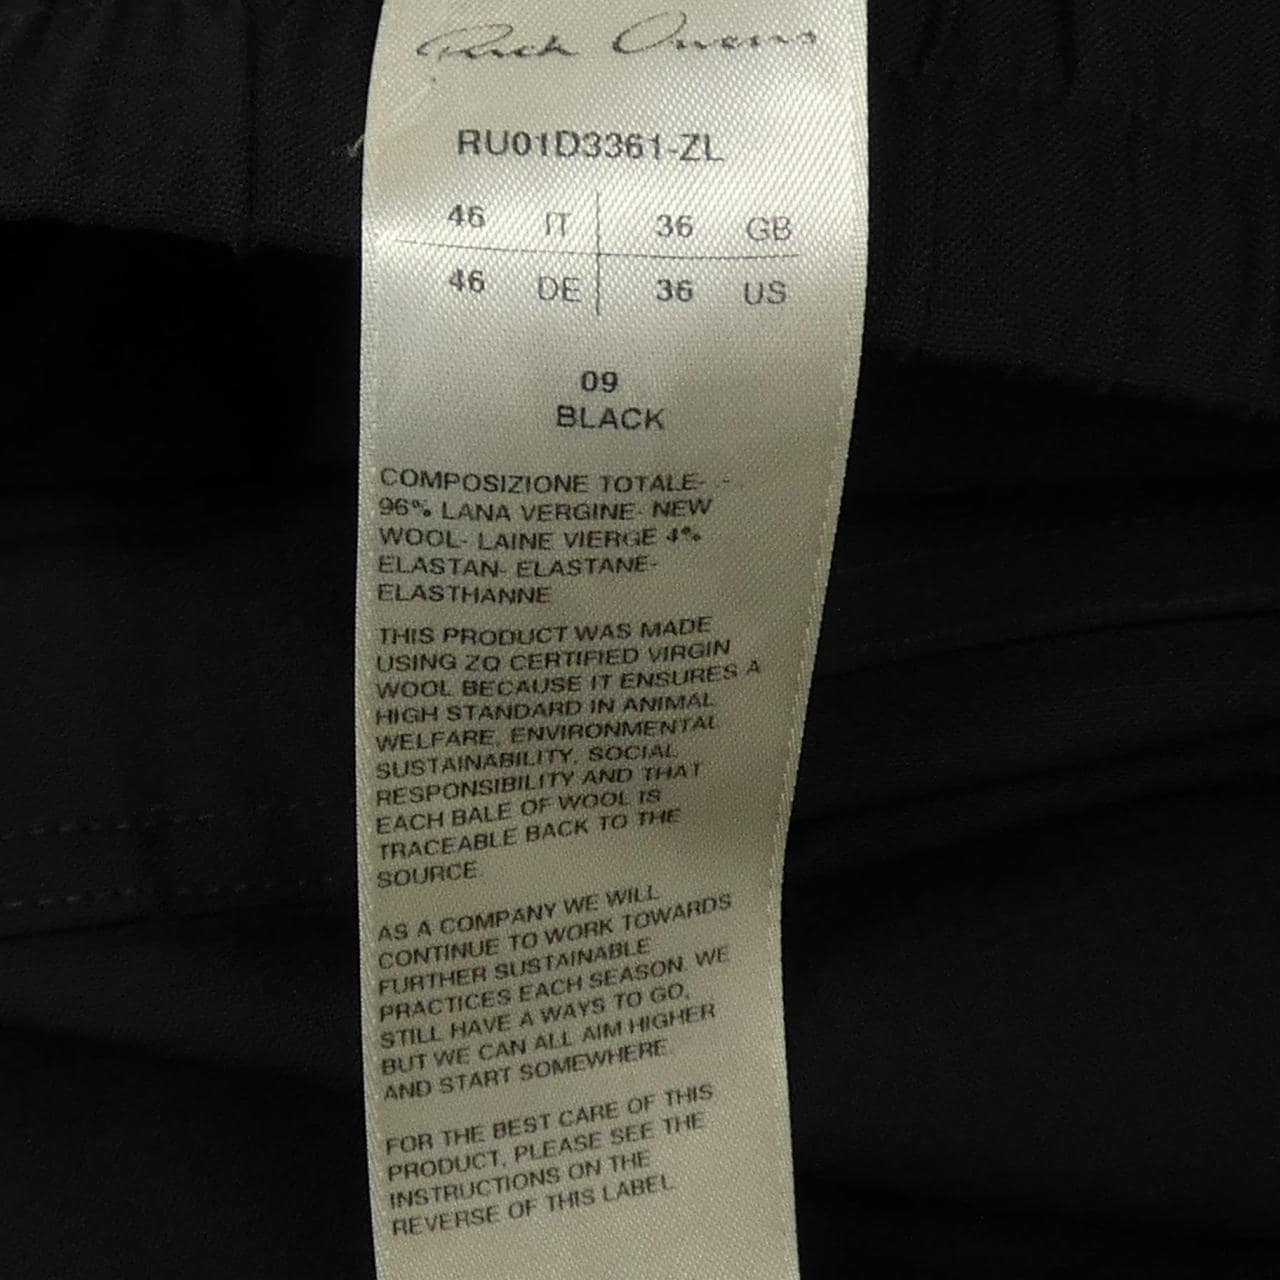 Rick Owens
RU01D3361-ZL
46 IT 36 GB
46 DE 36 US
09
BLACK
COMPOSIZIONE TOTALE- .-
96% LANA VERGINE- NEW
WOOL- LAINE VIERGE 4%
ELASTAN- ELASTANE-
ELASTHANNE
THIS PRODUCT WAS MADE
USING ZQ CERTIFIED VIRGIN
WOOL BECAUSE IT ENSURES A
HIGH STANDARD IN ANIMAL
WELFARE, ENVIRONMENTAL
SUSTAINABILITY, SOCIAL
RESPONSIBILITY AND THAT
EACH BALE OF WOOL IS
TRACEABLE BACK TO THE
SOURCE.
AS A COMPANY WE WILL
CONTINUE TO WORK TOWARDS
FURTHER SUSTAINABLE
PRACTICES EACH SEASON. WE
STILL HAVE A WAYS TO GO,
BUT WE CAN ALL AIM HIGHER
AND START SOMEWHERE.
FOR THE BEST CARE OF THIS
PRODUCT, PLEASE SEE THE
INSTRUCTIONS ON THE
REVERSE OF THIS LABEL